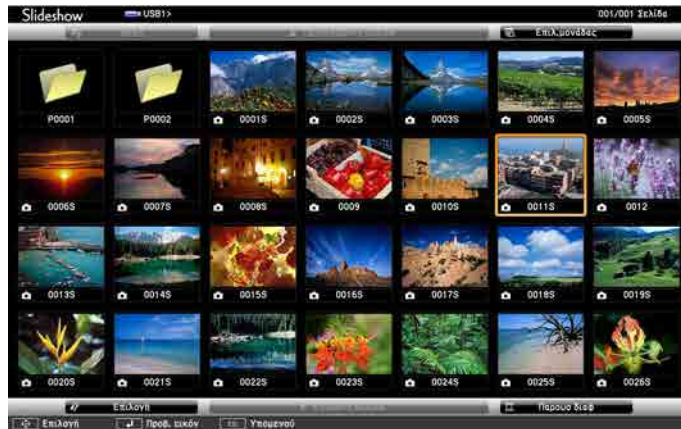 Slideshow USB1> 001/001 Σελίδα
Επιλ.μονάδας
P0001 P0002 0001S 0002S 0003S 0004S 0005S
0006S 0007S 0008S 0009 0010S 0011S 0012
0013S 0014S 0015S 0016S 0017S 0018S 0019S
0020S 0021S 0022S 0023S 0024S 0025S 0026S
Επιλογή Παρουσ διαφ
Επιλογή Προβ. εικόν Υπομενού